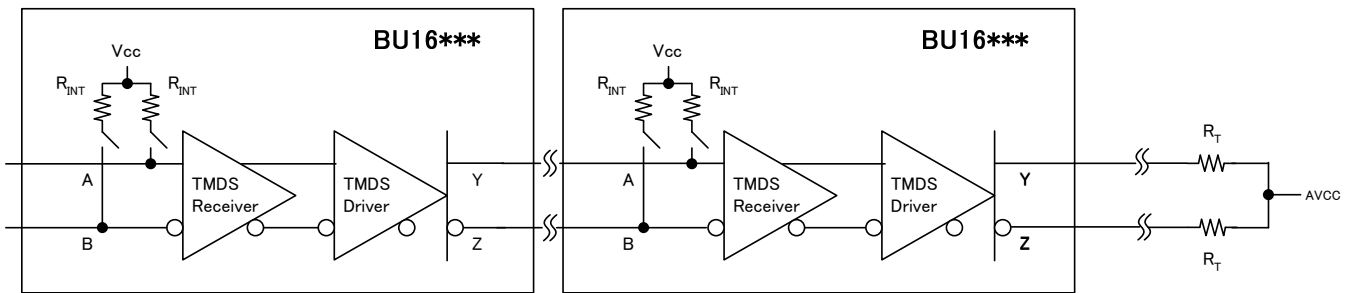 BU16***
Vcc
R_INT R_INT
A
B
TMDS
Receiver
TMDS
Driver
Y
Z
BU16***
Vcc
R_INT R_INT
A
B
TMDS
Receiver
TMDS
Driver
Y
Z
R_T
AVCC
R_T